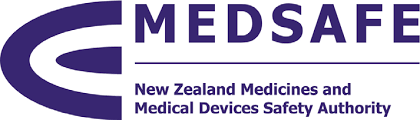 MEDSAFE
New Zealand Medicines and
Medical Devices Safety Authority